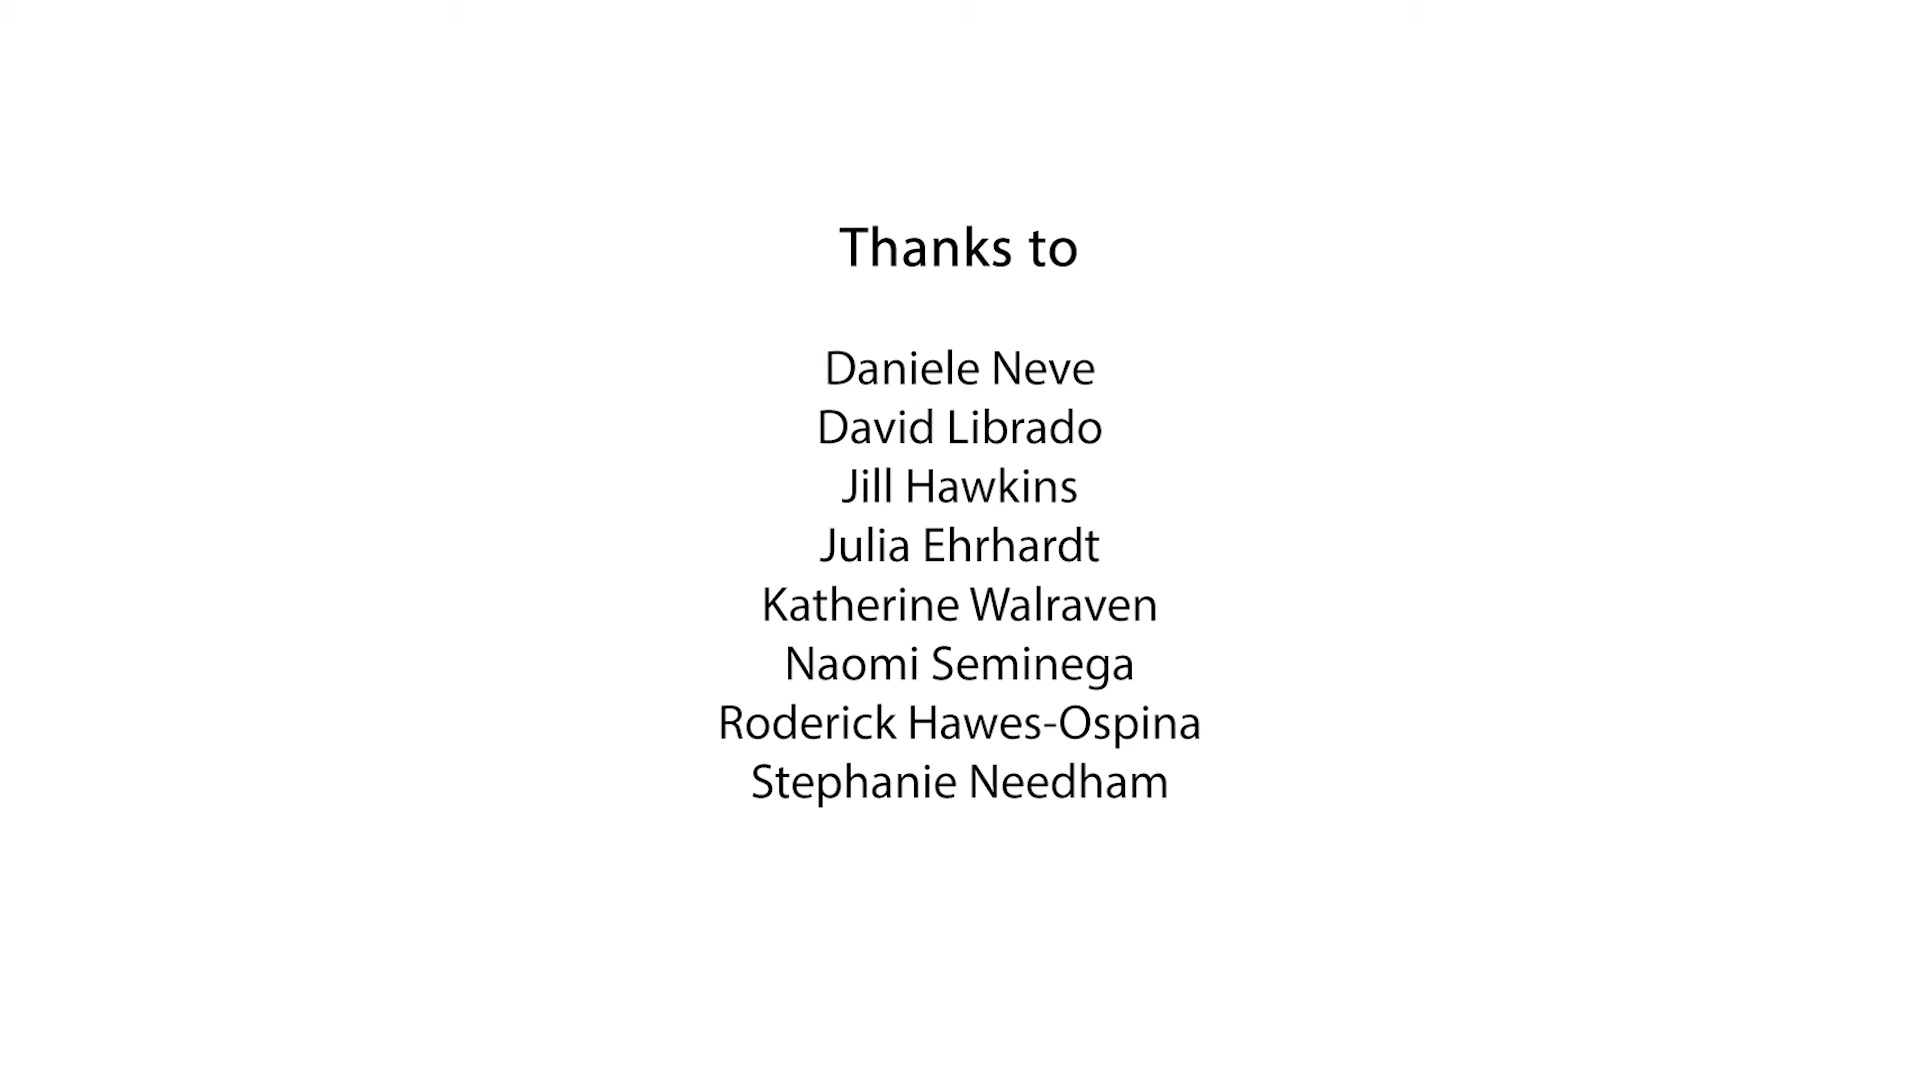 Thanks to
Daniele Neve
David Librado
Jill Hawkins
Julia Ehrhardt
Katherine Walraven
Naomi Seminega
Roderick Hawes-Ospina
Stephanie Needham